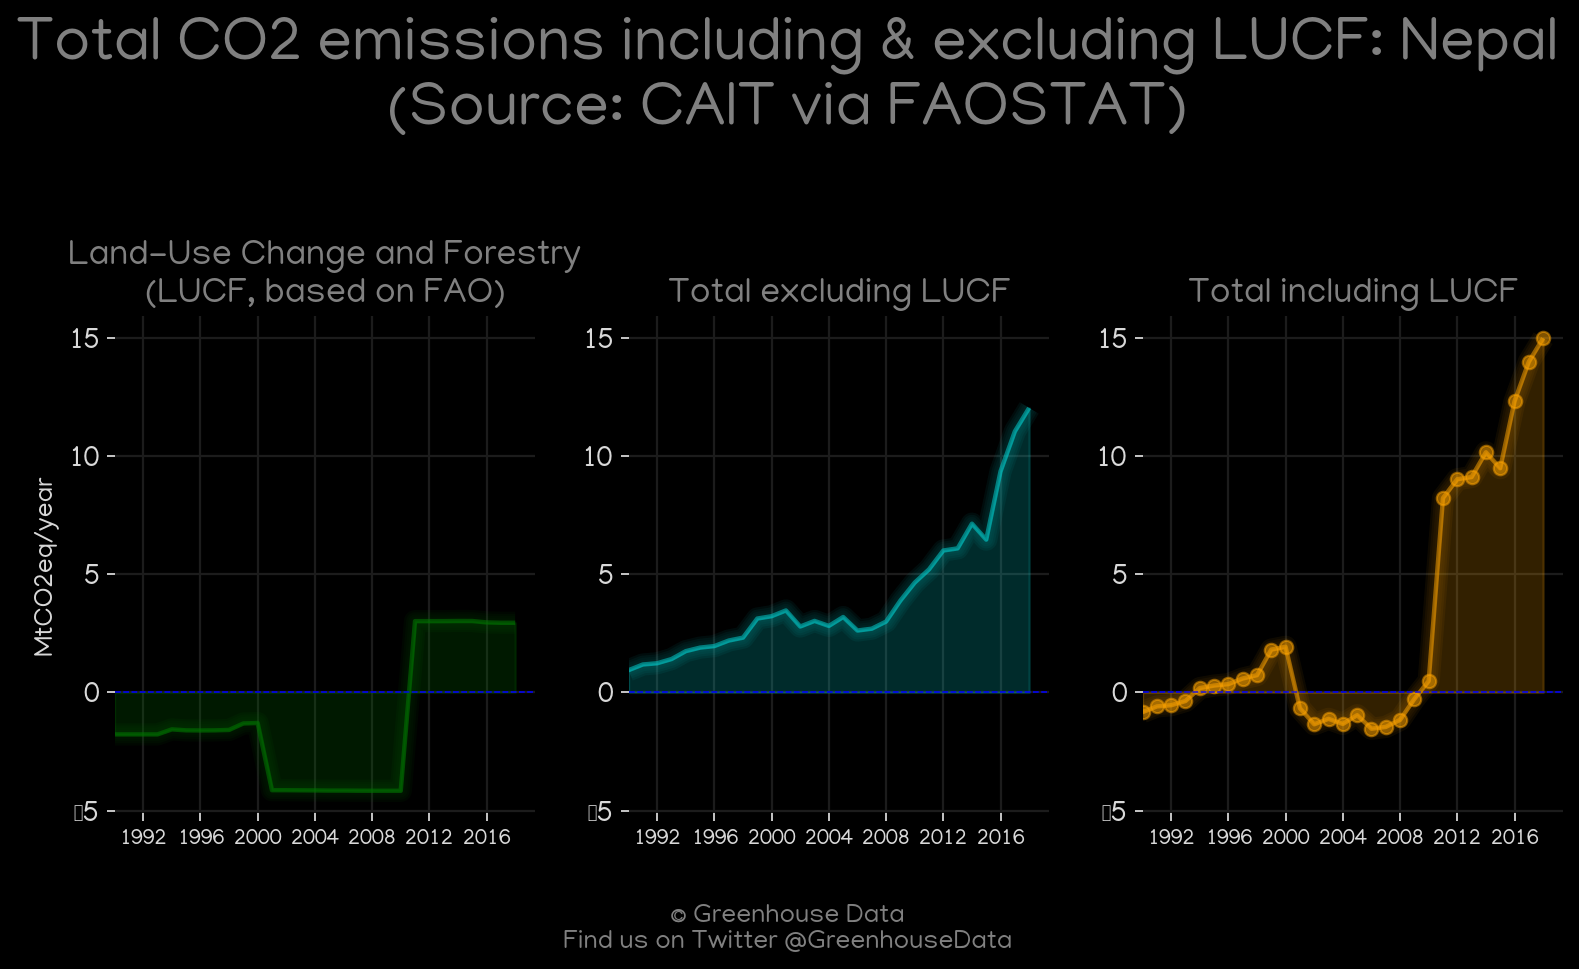 Total CO2 emissions including & excluding LUCF: Nepal
(Source: CAIT via FAOSTAT)
Land-Use Change and Forestry
(LUCF, based on FAO)
Total excluding LUCF
Total including LUCF
MtCO2eq/year
15
10
5
0
▯5
1992 1996 2000 2004 2008 2012 2016
15
10
5
0
▯5
1992 1996 2000 2004 2008 2012 2016
15
10
5
0
▯5
1992 1996 2000 2004 2008 2012 2016
© Greenhouse Data
Find us on Twitter @GreenhouseData